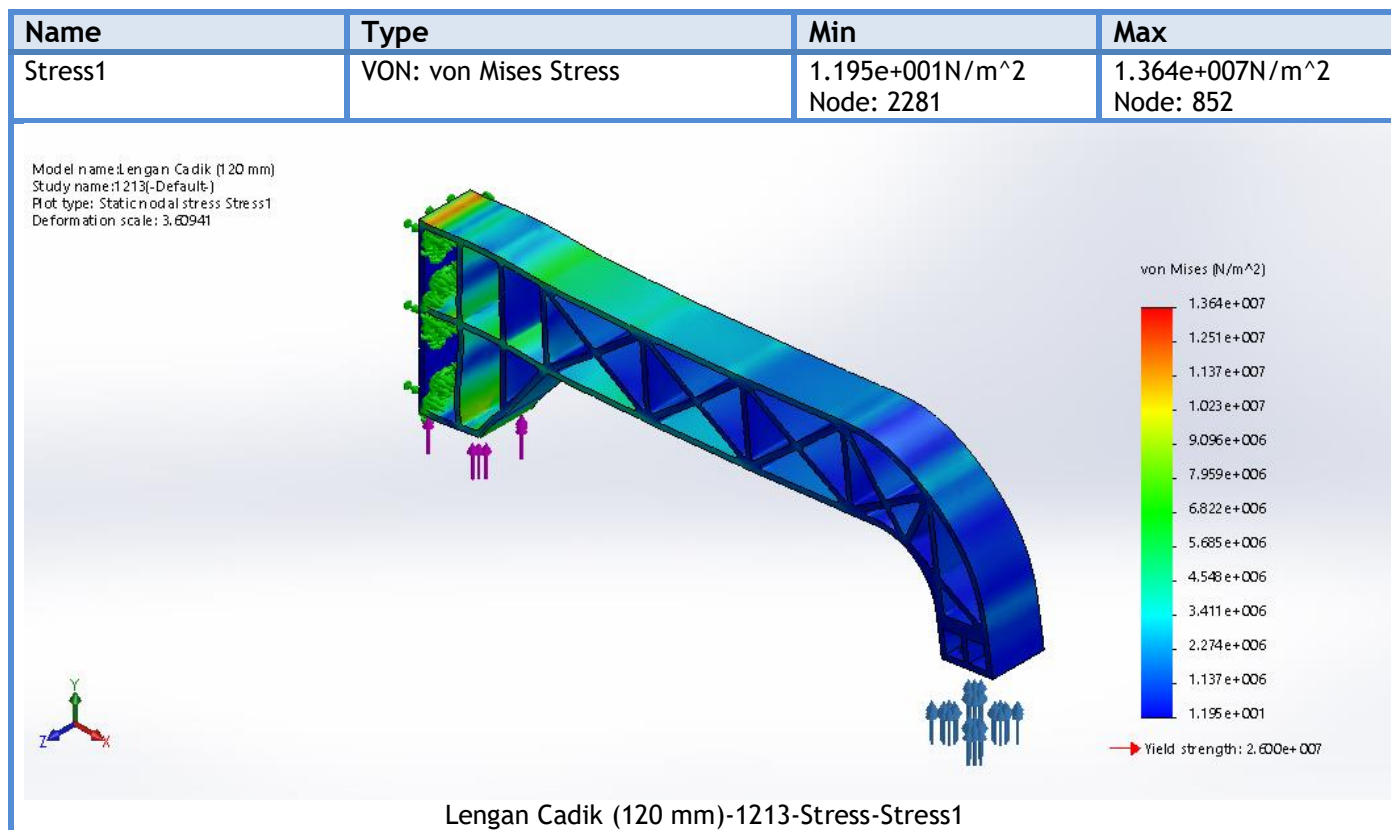 Name Type Min Max
Stress1 VON: von Mises Stress 1.195e+001N/m^2 1.364e+007N/m^2
Node: 2281 Node: 852
Model name:Lengan Cadik (120 mm)
Study name:1213(-Default-)
Plot type: Static nodal stress Stress1
Deformation scale: 3.60941
von Mises (N/m^2)
1.364e+007
1.251e+007
1.137e+007
1.023e+007
9.096e+006
7.959e+006
6.822e+006
5.685e+006
4.548e+006
3.411e+006
2.274e+006
1.137e+006
1.195e+001
Yield strength: 2.600e+007
Y
Z X
Lengan Cadik (120 mm)-1213-Stress-Stress1